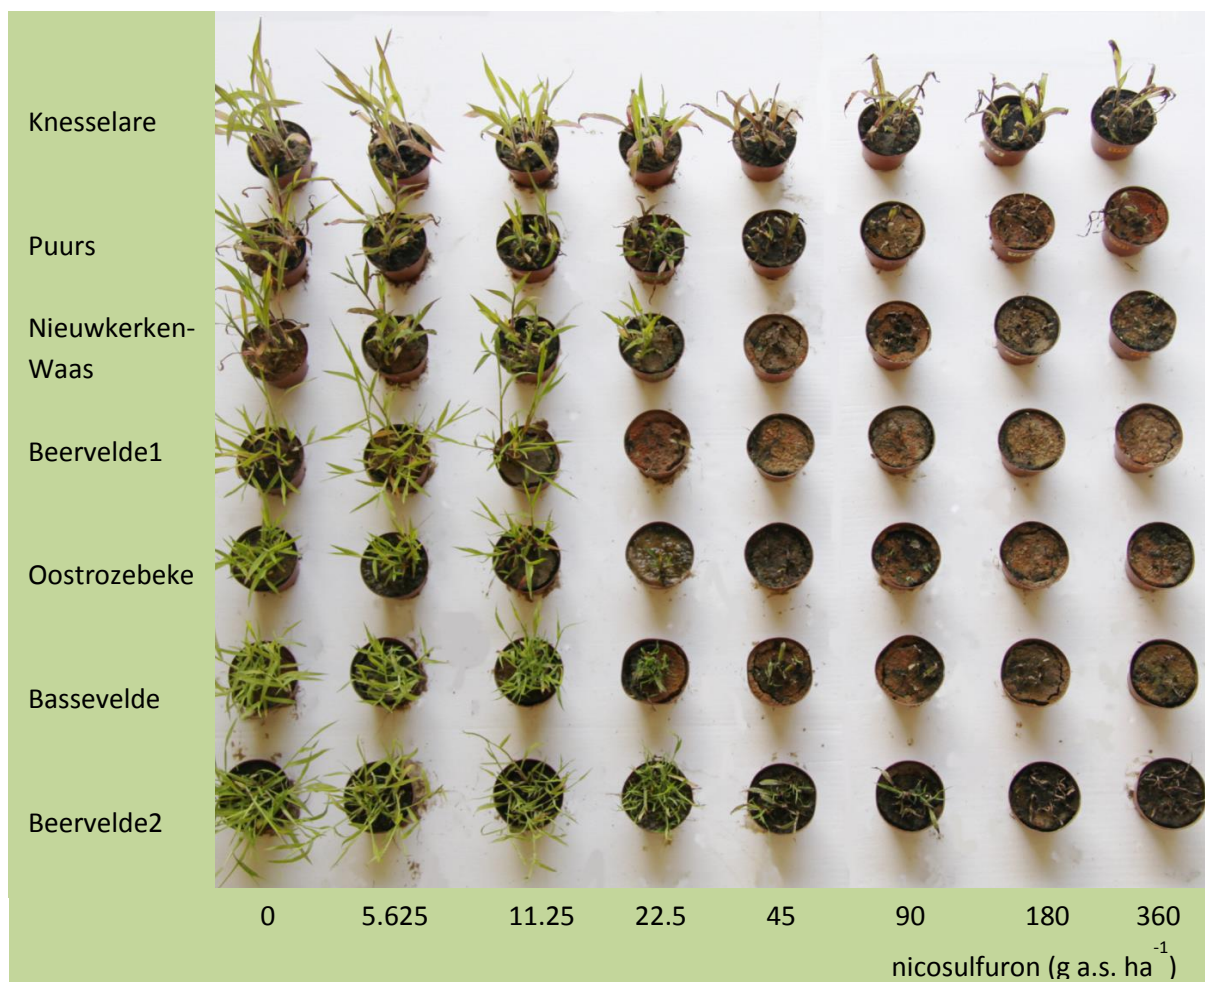 Knesselare
Puurs
Nieuwkerken-
Waas
Beervelde1
Oostrozebeke
Bassevelde
Beervelde2
0 5.625 11.25 22.5 45 90 180 360
nicosulfuron (g a.s. ha-1)